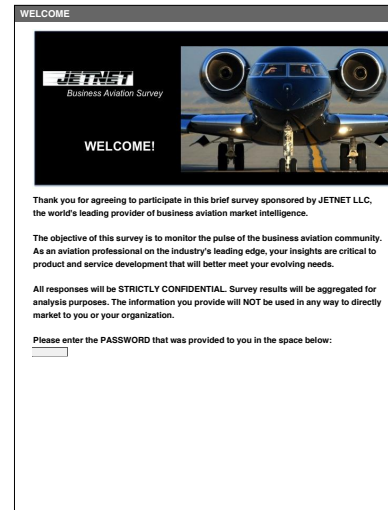 WELCOME
JETNET
Business Aviation Survey
WELCOME!
Thank you for agreeing to participate in this brief survey sponsored by JETNET LLC,
the world's leading provider of business aviation market intelligence.
The objective of this survey is to monitor the pulse of the business aviation community.
As an aviation professional on the industry's leading edge, your insights are critical to
product and service development that will better meet your evolving needs.
All responses will be STRICTLY CONFIDENTIAL. Survey results will be aggregated for
analysis purposes. The information you provide will NOT be used in any way to directly
market to you or your organization.
Please enter the PASSWORD that was provided to you in the space below: